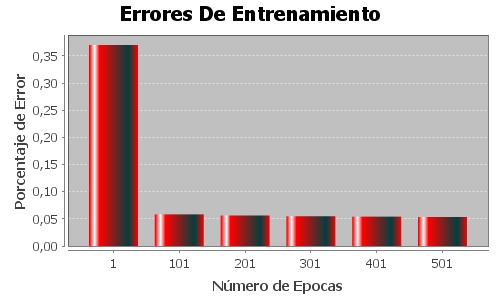 Errores De Entrenamiento
Porcentaje de Error
0,35
0,30
0,25
0,20
0,15
0,10
0,05
0,00
1 101 201 301 401 501
Número de Epocas